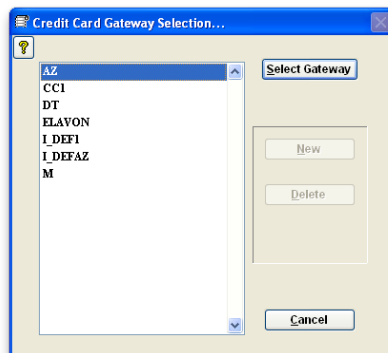 Credit Card Gateway Selection...
?
AZ
Select Gateway
CC1
DT
ELAVON
I_DEF1
I_DEFAZ
M
New
Delete
Cancel